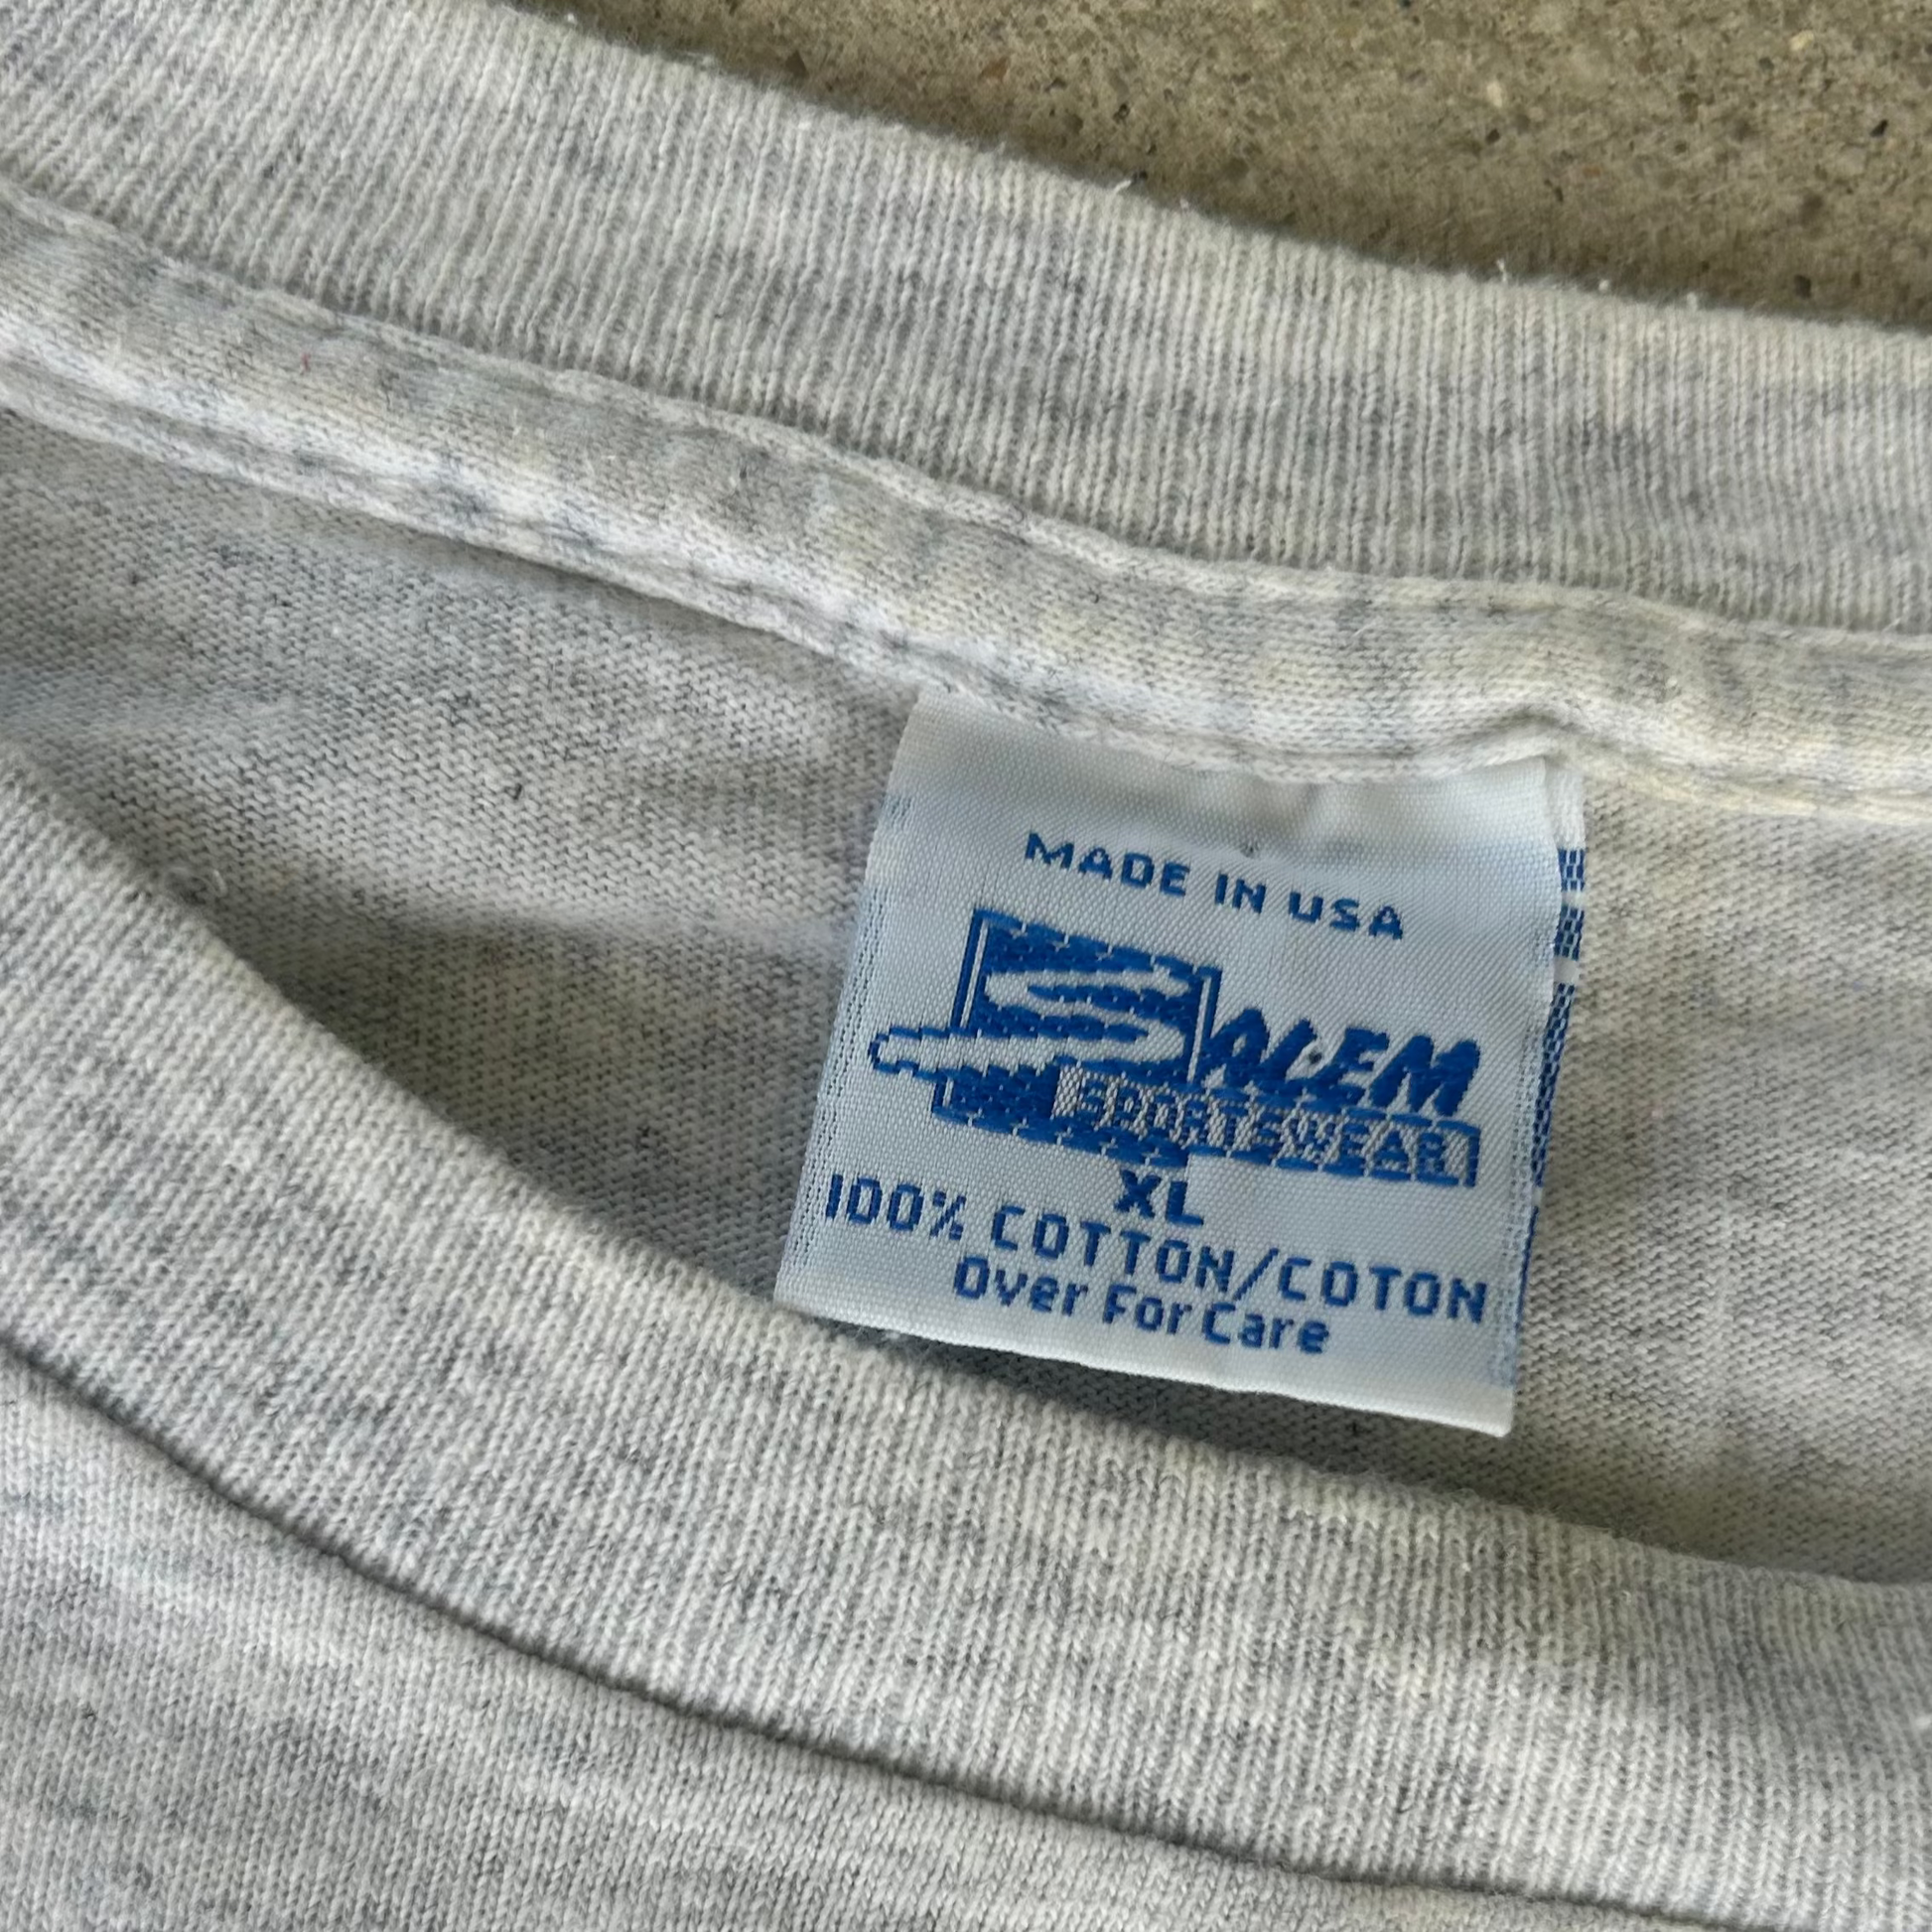 MADE IN USA
SALEM
SPORTSWEAR
XL
100% COTTON/COTON
Over For Care